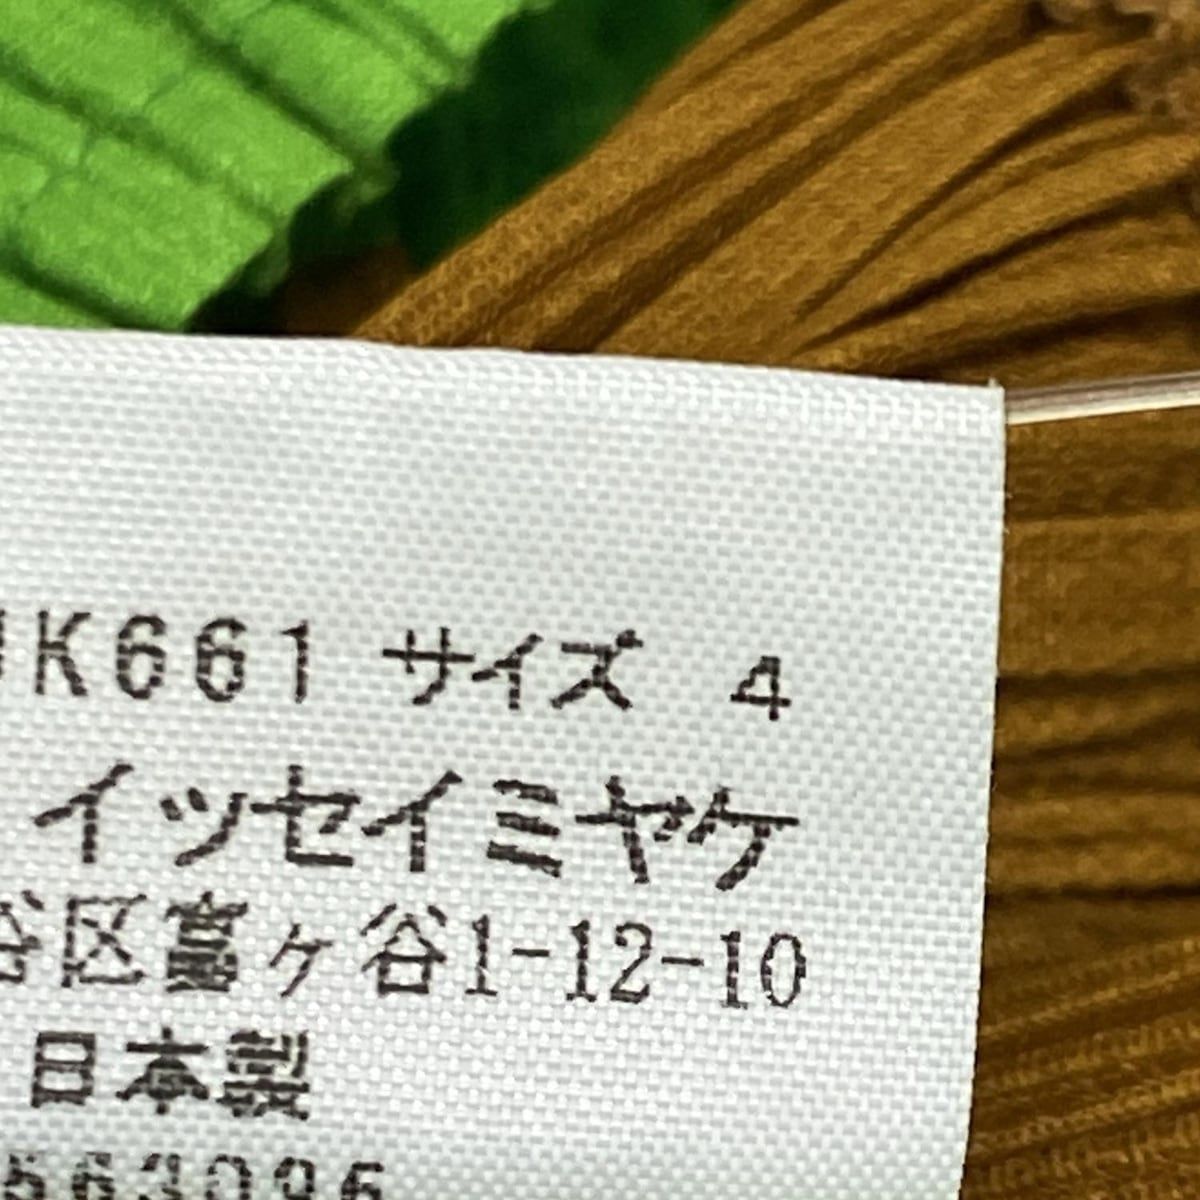 JK661 サイズ 4
イッセイミヤケ
谷区富ヶ谷1-12-10
日本製